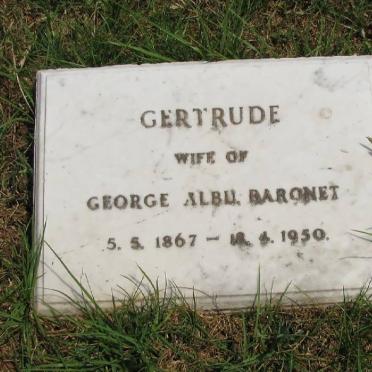 GERTRUDE
WIFE OF
GEORGE ALBU, BARONET
5. 5. 1867 – 18. 4. 1950.